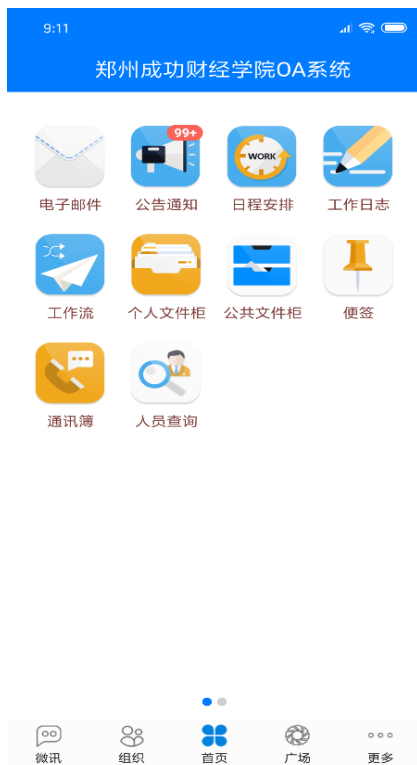 9:11
郑州成功财经学院OA系统
99+
WORK
电子邮件 公告通知 日程安排 工作日志
工作流 个人文件柜 公共文件柜 便签
通讯簿 人员查询
微讯 组织 首页 广场 更多